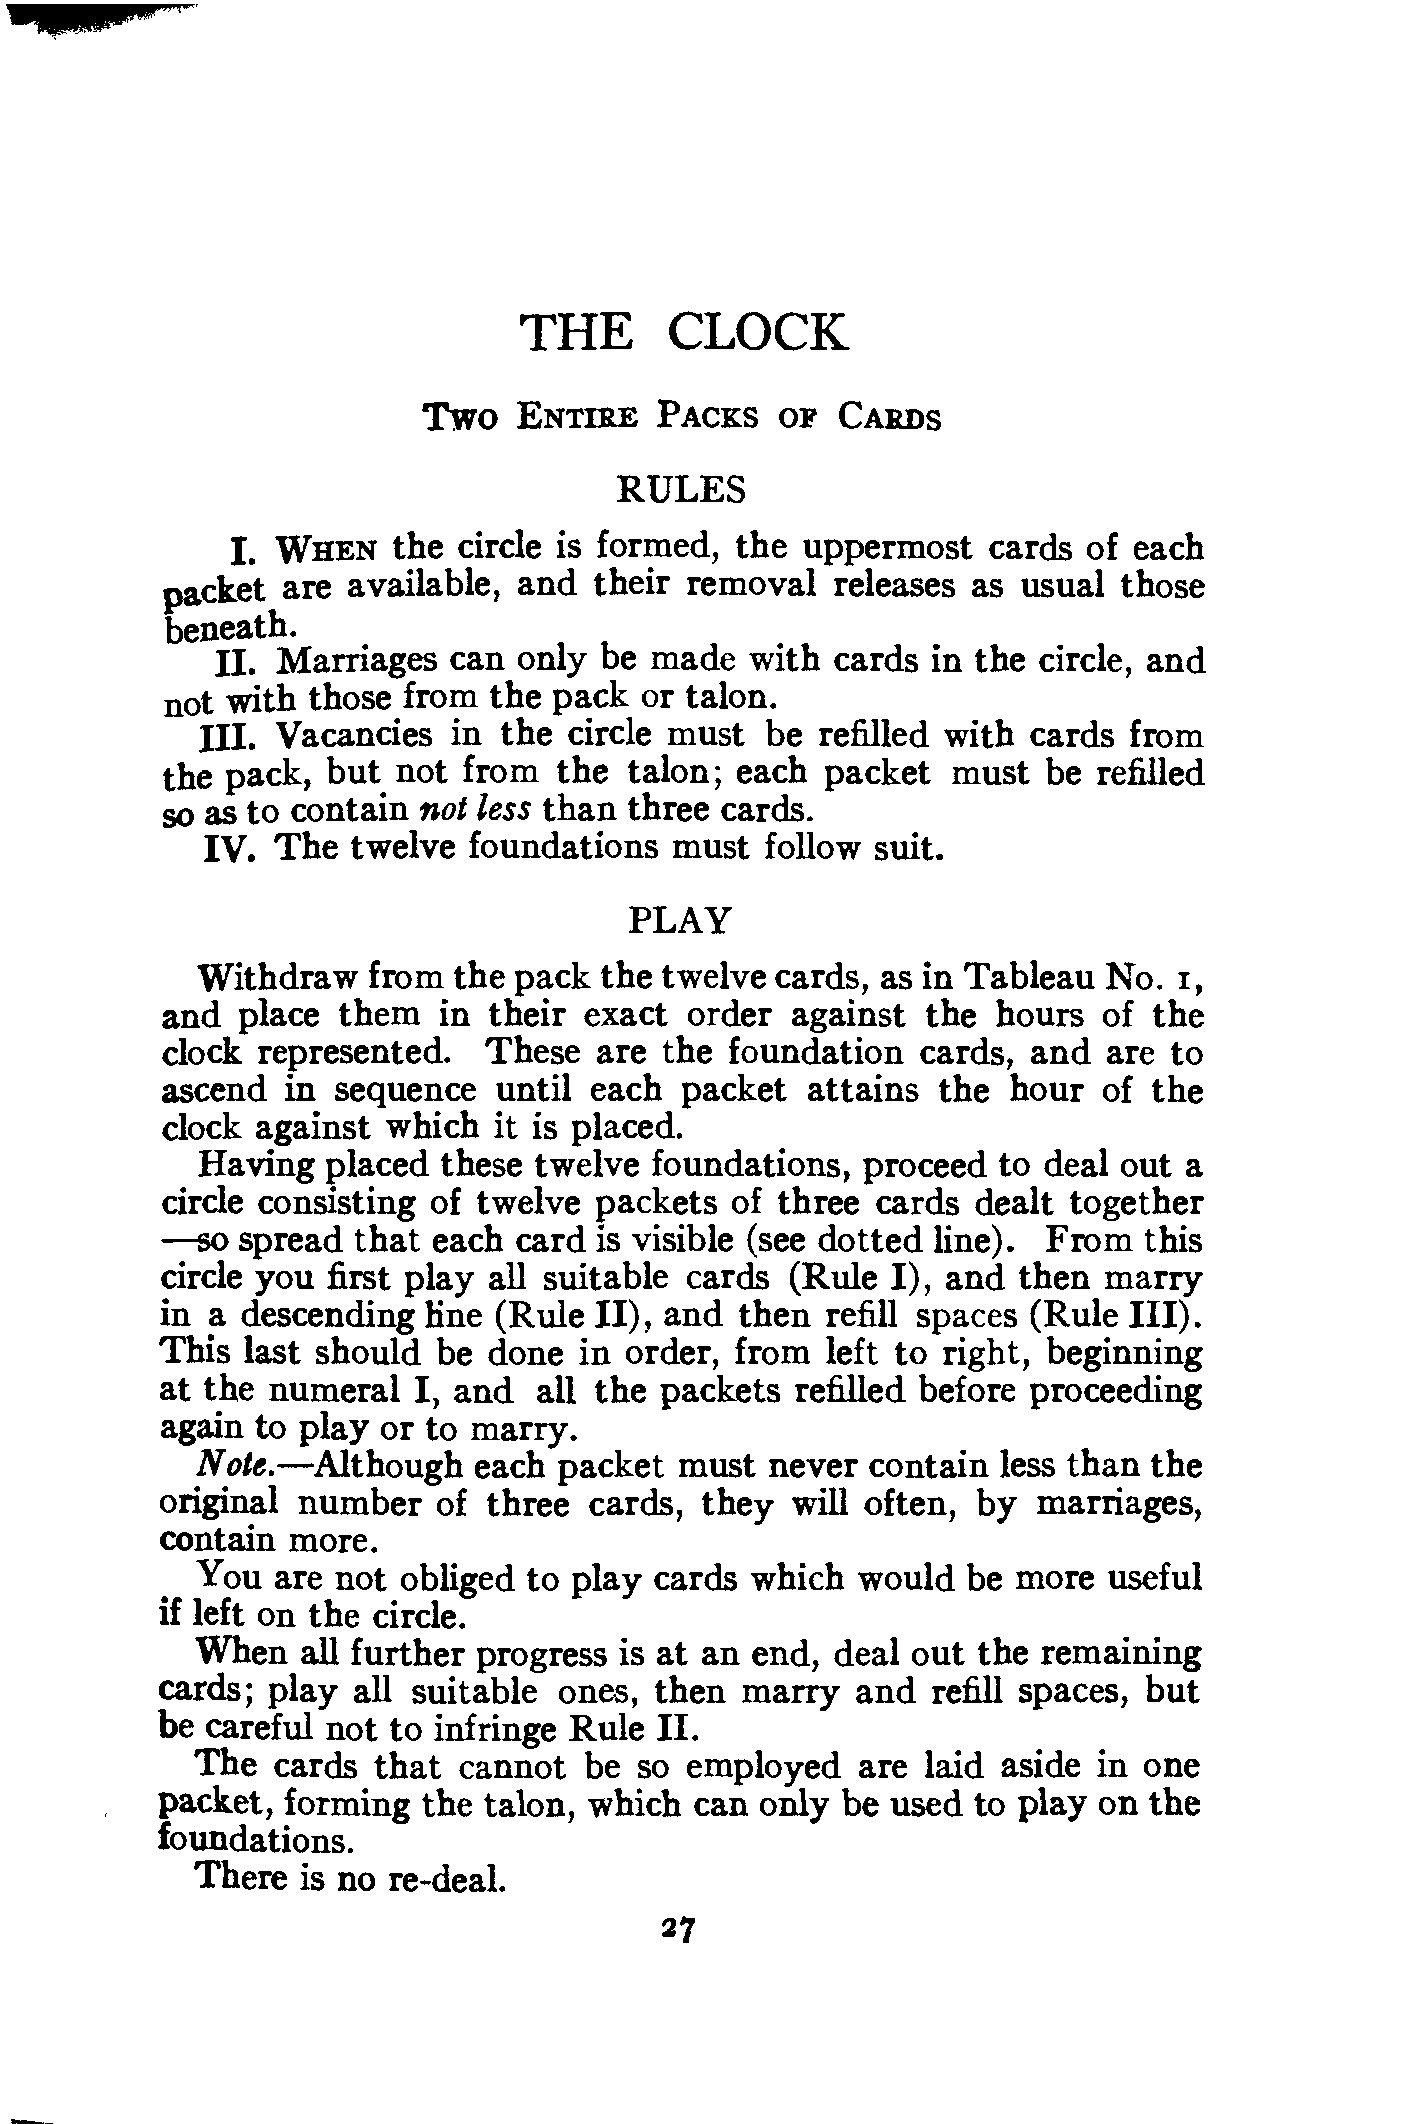 THE CLOCK
Two Entire Packs of Cards
RULES
I. When the circle is formed, the uppermost cards of each
packet are available, and their removal releases as usual those
beneath.
II. Marriages can only be made with cards in the circle, and
not with those from the pack or talon.
III. Vacancies in the circle must be refilled with cards from
the pack, but not from the talon; each packet must be refilled
so as to contain not less than three cards.
IV. The twelve foundations must follow suit.
PLAY
Withdraw from the pack the twelve cards, as in Tableau No. 1,
and place them in their exact order against the hours of the
clock represented. These are the foundation cards, and are to
ascend in sequence until each packet attains the hour of the
clock against which it is placed.
Having placed these twelve foundations, proceed to deal out a
circle consisting of twelve packets of three cards dealt together
—so spread that each card is visible (see dotted line). From this
circle you first play all suitable cards (Rule I), and then marry
in a descending line (Rule II), and then refill spaces (Rule III).
This last should be done in order, from left to right, beginning
at the numeral I, and all the packets refilled before proceeding
again to play or to marry.
Note.—Although each packet must never contain less than the
original number of three cards, they will often, by marriages,
contain more.
You are not obliged to play cards which would be more useful
if left on the circle.
When all further progress is at an end, deal out the remaining
cards; play all suitable ones, then marry and refill spaces, but
be careful not to infringe Rule II.
The cards that cannot be so employed are laid aside in one
packet, forming the talon, which can only be used to play on the
foundations.
There is no re-deal.
27